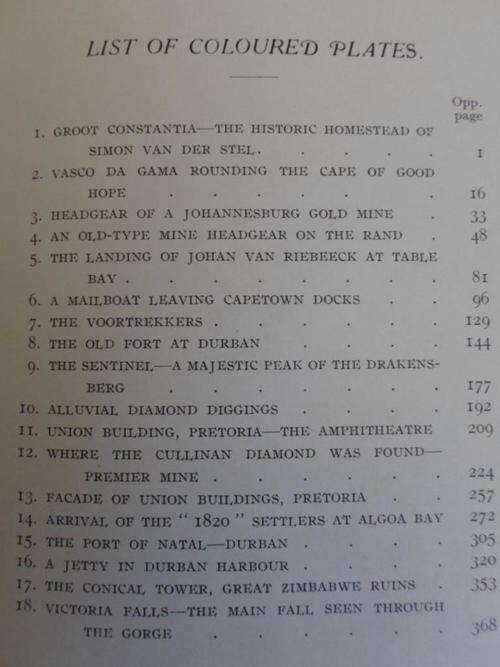 LIST OF COLOURED PLATES.
Opp.
page
1. GROOT CONSTANTIA—THE HISTORIC HOMESTEAD OF
SIMON VAN DER STEL. . . . . . 1
2. VASCO DA GAMA ROUNDING THE CAPE OF GOOD
HOPE . . . . . . . 16
3. HEADGEAR OF A JOHANNESBURG GOLD MINE . 33
4. AN OLD-TYPE MINE HEADGEAR ON THE RAND . 48
5. THE LANDING OF JOHAN VAN RIEBEECK AT TABLE
BAY . . . . . . . . 81
6. A MAILBOAT LEAVING CAPETOWN DOCKS . . 96
7. THE VOORTREKKERS . . . . . . 129
8. THE OLD FORT AT DURBAN . . . . 144
9. THE SENTINEL—A MAJESTIC PEAK OF THE DRAKENS-
BERG . . . . . . . 177
10. ALLUVIAL DIAMOND DIGGINGS . . . . 192
11. UNION BUILDING, PRETORIA—THE AMPHITHEATRE 209
12. WHERE THE CULLINAN DIAMOND WAS FOUND—
PREMIER MINE . . . . . . 224
13. FACADE OF UNION BUILDINGS, PRETORIA . . 257
14. ARRIVAL OF THE " 1820 " SETTLERS AT ALGOA BAY 272
15. THE PORT OF NATAL—DURBAN . . . . 305
16. A JETTY IN DURBAN HARBOUR . . . . 320
17. THE CONICAL TOWER, GREAT ZIMBABWE RUINS . 353
18. VICTORIA FALLS—THE MAIN FALL SEEN THROUGH
THE GORGE . . . . . . 368